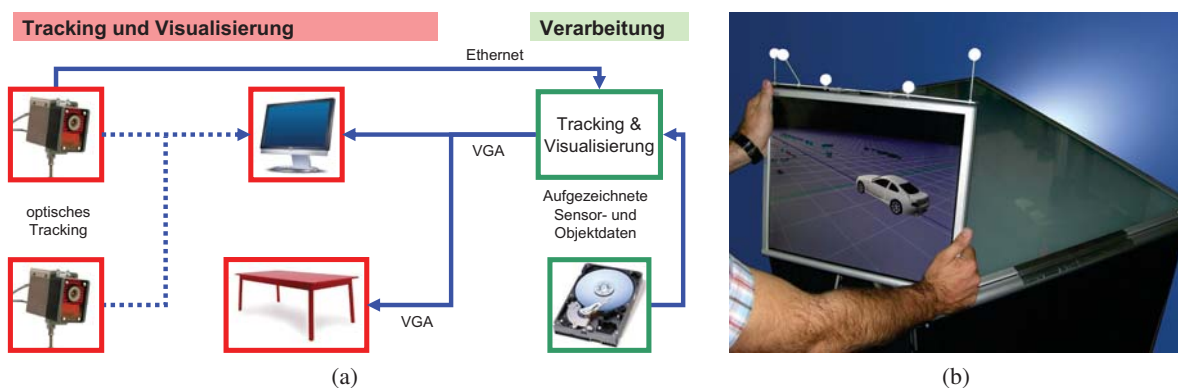 Tracking und Visualisierung
Verarbeitung
Ethernet
Tracking &
Visualisierung
VGA
optisches
Tracking
Aufgezeichnete
Sensor- und
Objektdaten
VGA
(a)
(b)